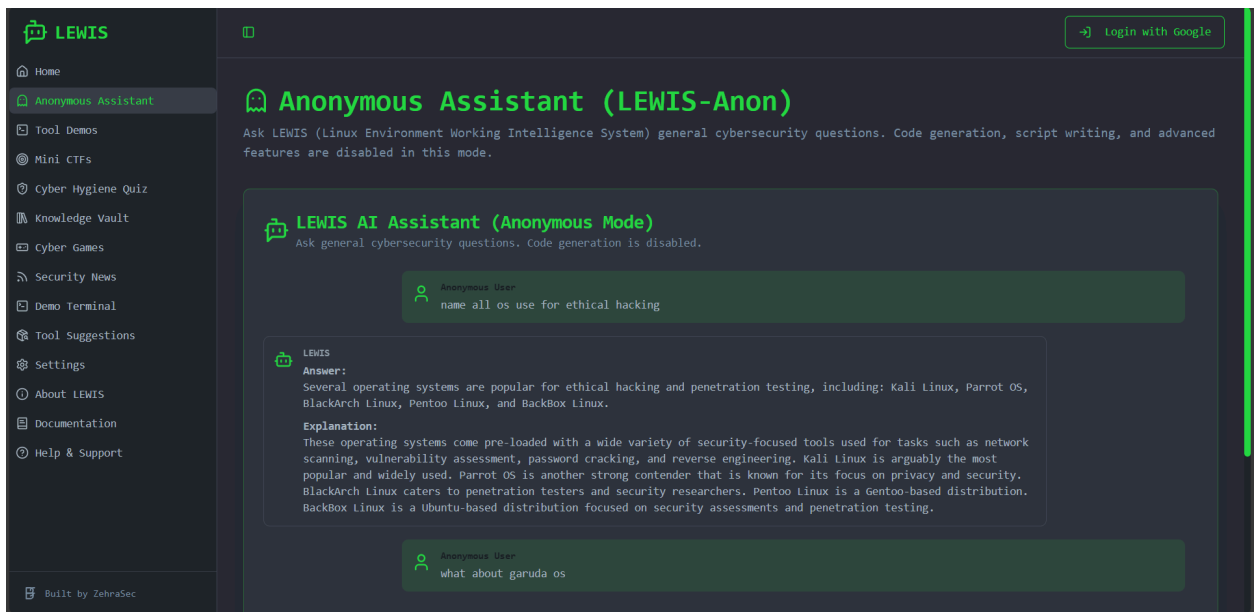 LEWIS
Login with Google
Home
Anonymous Assistant
Tool Demos
Mini CTFs
Cyber Hygiene Quiz
Knowledge Vault
Cyber Games
Security News
Demo Terminal
Tool Suggestions
Settings
About LEWIS
Documentation
Help & Support
Built by ZehraSec
Anonymous Assistant (LEWIS-Anon)
Ask LEWIS (Linux Environment Working Intelligence System) general cybersecurity questions. Code generation, script writing, and advanced
features are disabled in this mode.
LEWIS AI Assistant (Anonymous Mode)
Ask general cybersecurity questions. Code generation is disabled.
Anonymous User
name all os use for ethical hacking
LEWIS
Answer:
Several operating systems are popular for ethical hacking and penetration testing, including: Kali Linux, Parrot OS,
BlackArch Linux, Pentoo Linux, and BackBox Linux.
Explanation:
These operating systems come pre-loaded with a wide variety of security-focused tools used for tasks such as network
scanning, vulnerability assessment, password cracking, and reverse engineering. Kali Linux is arguably the most
popular and widely used. Parrot OS is another strong contender that is known for its focus on privacy and security.
BlackArch Linux caters to penetration testers and security researchers. Pentoo Linux is a Gentoo-based distribution.
BackBox Linux is a Ubuntu-based distribution focused on security assessments and penetration testing.
Anonymous User
what about garuda os